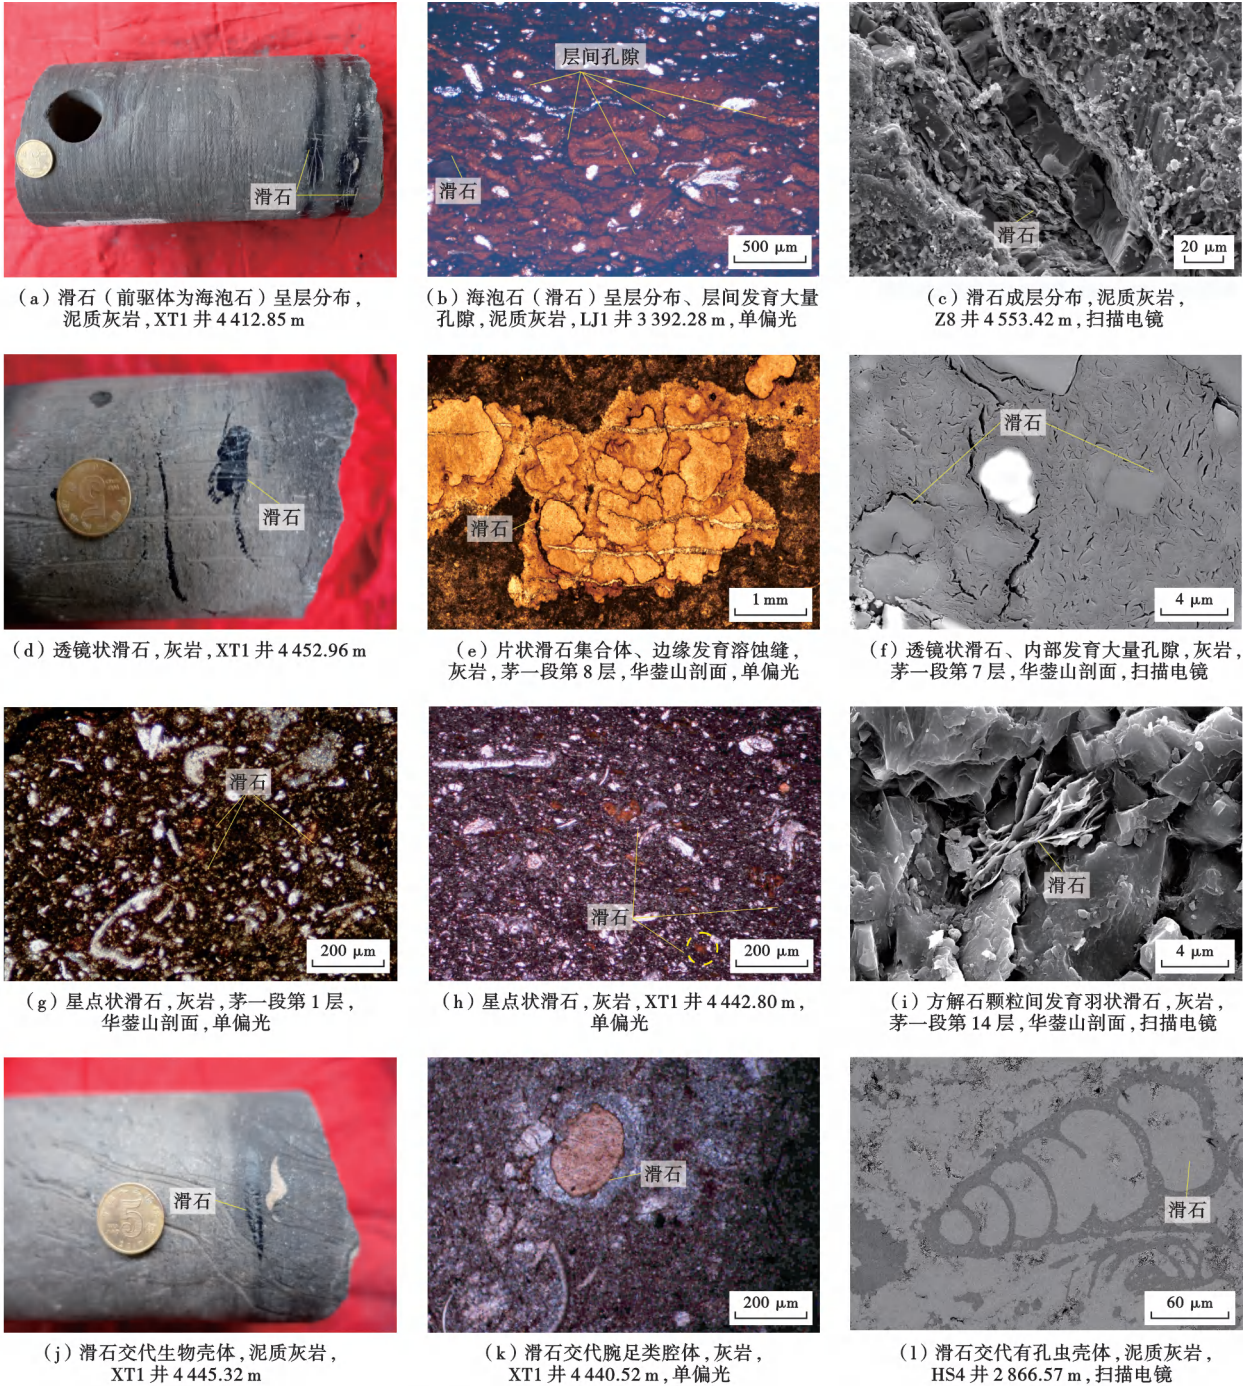 滑石
层间孔隙
滑石
500 μm
滑石
20 μm
（a）滑石（前驱体为海泡石）呈层分布，
泥质灰岩，XT1 井 4 412.85 m
（b）海泡石（滑石）呈层分布、层间发育大量
孔隙，泥质灰岩，LJ1 井 3 392.28 m，单偏光
（c）滑石成层分布，泥质灰岩，
Z8 井 4 553.42 m，扫描电镜
滑石
滑石
1 mm
滑石
4 μm
（d）透镜状滑石，灰岩，XT1 井 4 452.96 m
（e）片状滑石集合体、边缘发育溶蚀缝，
灰岩，茅一段第 8 层，华蓥山剖面，单偏光
（f）透镜状滑石、内部发育大量孔隙，灰岩，
茅一段第 7 层，华蓥山剖面，扫描电镜
滑石
200 μm
滑石
200 μm
滑石
4 μm
（g）星点状滑石，灰岩，茅一段第 1 层，
华蓥山剖面，单偏光
（h）星点状滑石，灰岩，XT1 井 4 442.80 m，
单偏光
（i）方解石颗粒间发育羽状滑石，灰岩，
茅一段第 14 层，华蓥山剖面，扫描电镜
滑石
5
滑石
200 μm
滑石
60 μm
（j）滑石交代生物壳体，泥质灰岩，
XT1 井 4 445.32 m
（k）滑石交代腕足类腔体，灰岩，
XT1 井 4 440.52 m，单偏光
（l）滑石交代有孔虫壳体，泥质灰岩，
HS4 井 2 866.57 m，扫描电镜